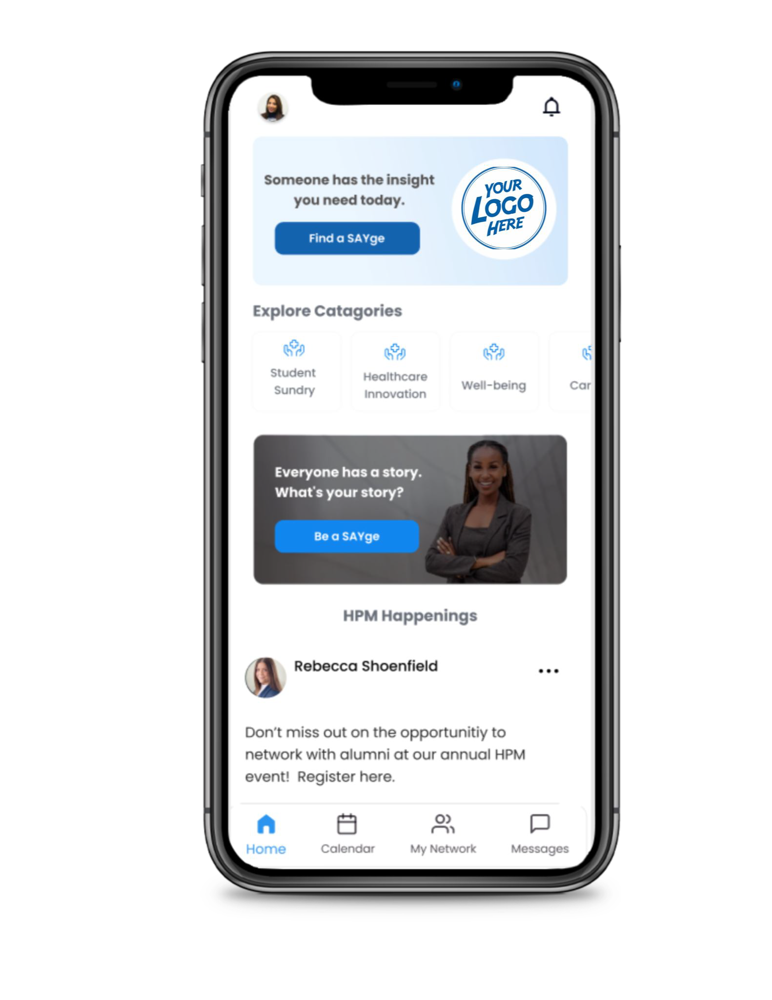 Someone has the insight
you need today.
Find a SAYge
YOUR
LOGO
HERE
Explore Catagories
Student
Sundry
Healthcare
Innovation
Well-being
Car
Everyone has a story.
What's your story?
Be a SAYge
HPM Happenings
Rebecca Shoenfield
Don't miss out on the opportunitiy to
network with alumni at our annual HPM
event!  Register here.
Home
Calendar
My Network
Messages